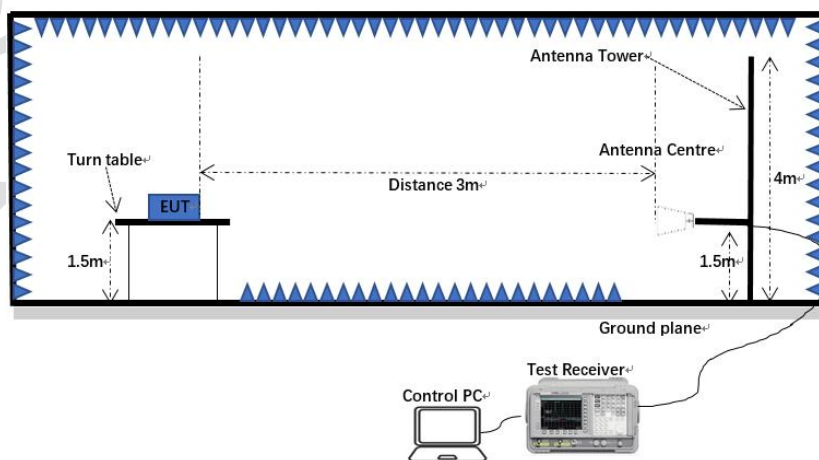 Antenna Tower
Antenna Centre
Turn table
Distance 3m
4m
EUT
1.5m
1.5m
Ground plane
Test Receiver
Control PC